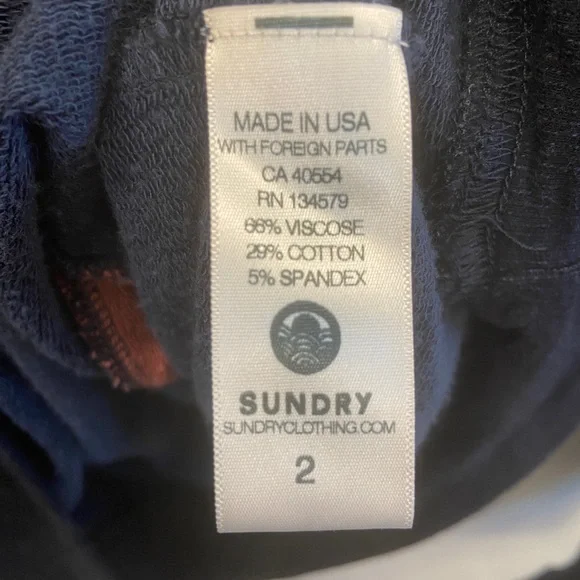 MADE IN USA
WITH FOREIGN PARTS
CA 40554
RN 134579
66% VISCOSE
29% COTTON
5% SPANDEX
SUNDRY
SUNDRYCLOTHING.COM
2